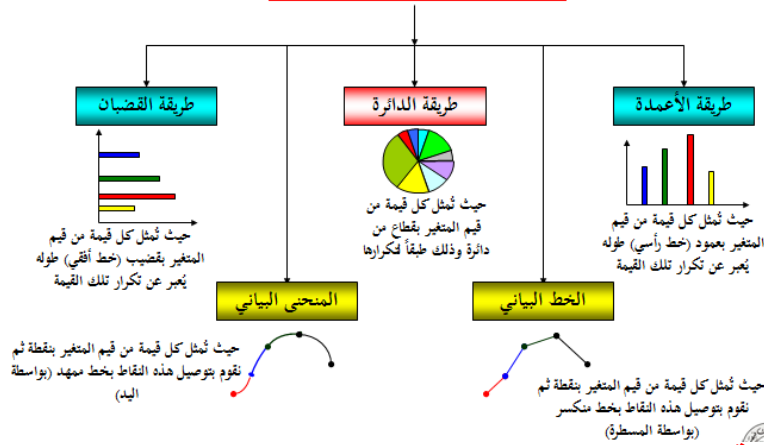 طريقة الأعمدة
حيث تُمثل كل قيمة من قيم
المتغير بعمود (خط رأسي) طوله
يُعبر عن تكرار تلك القيمة
طريقة الدائرة
حيث تُمثل كل قيمة من
قيم المتغير بقطاع من
دائرة وذلك طبقاً لتكرارها
طريقة القضبان
حيث تُمثل كل قيمة من قيم
المتغير بقضيب (خط أفقي) طوله
يُعبر عن تكرار تلك القيمة
الخط البياني
حيث تُمثل كل قيمة من قيم المتغير بنقطة ثم
نقوم بتوصيل هذه النقاط بخط منكسر
(بواسطة المسطرة)
المنحنى البياني
حيث تُمثل كل قيمة من قيم المتغير بنقطة ثم
نقوم بتوصيل هذه النقاط بخط ممهد (بواسطة
اليد)